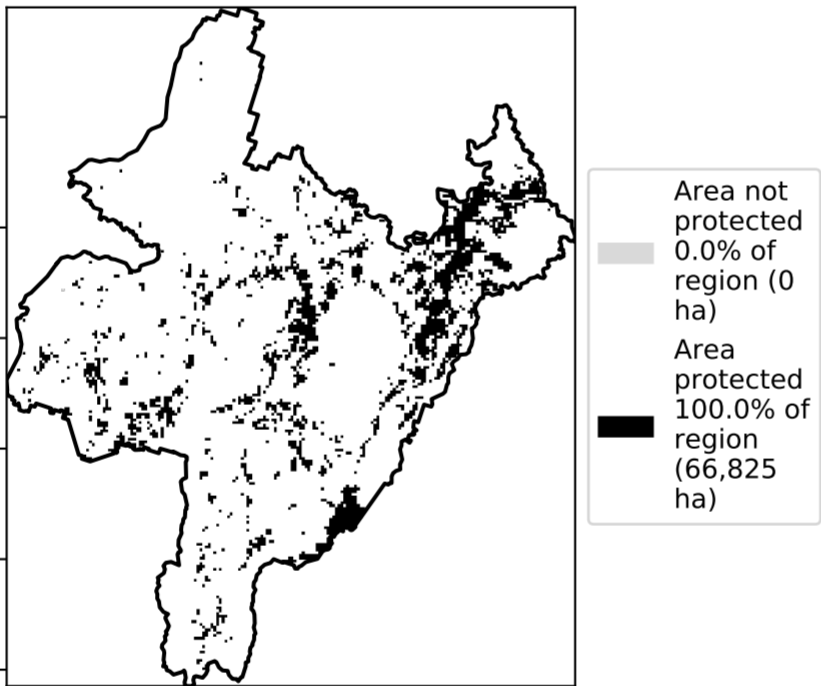 Area not
protected
0.0% of
region (0
ha)
Area
protected
100.0% of
region
(66,825
ha)